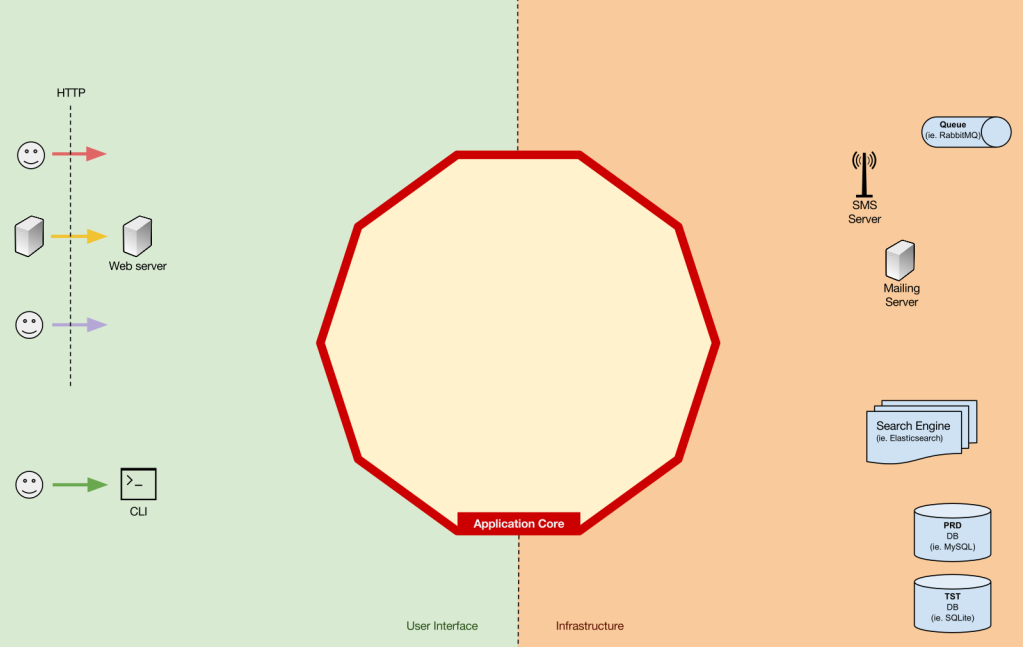 HTTP
Queue
(ie. RabbitMQ)
SMS
Server
Web server
Mailing
Server
Search Engine
(ie. Elasticsearch)
>_
CLI
PRD
DB
(ie. MySQL)
Application Core
TST
DB
(ie. SQLite)
User Interface
Infrastructure